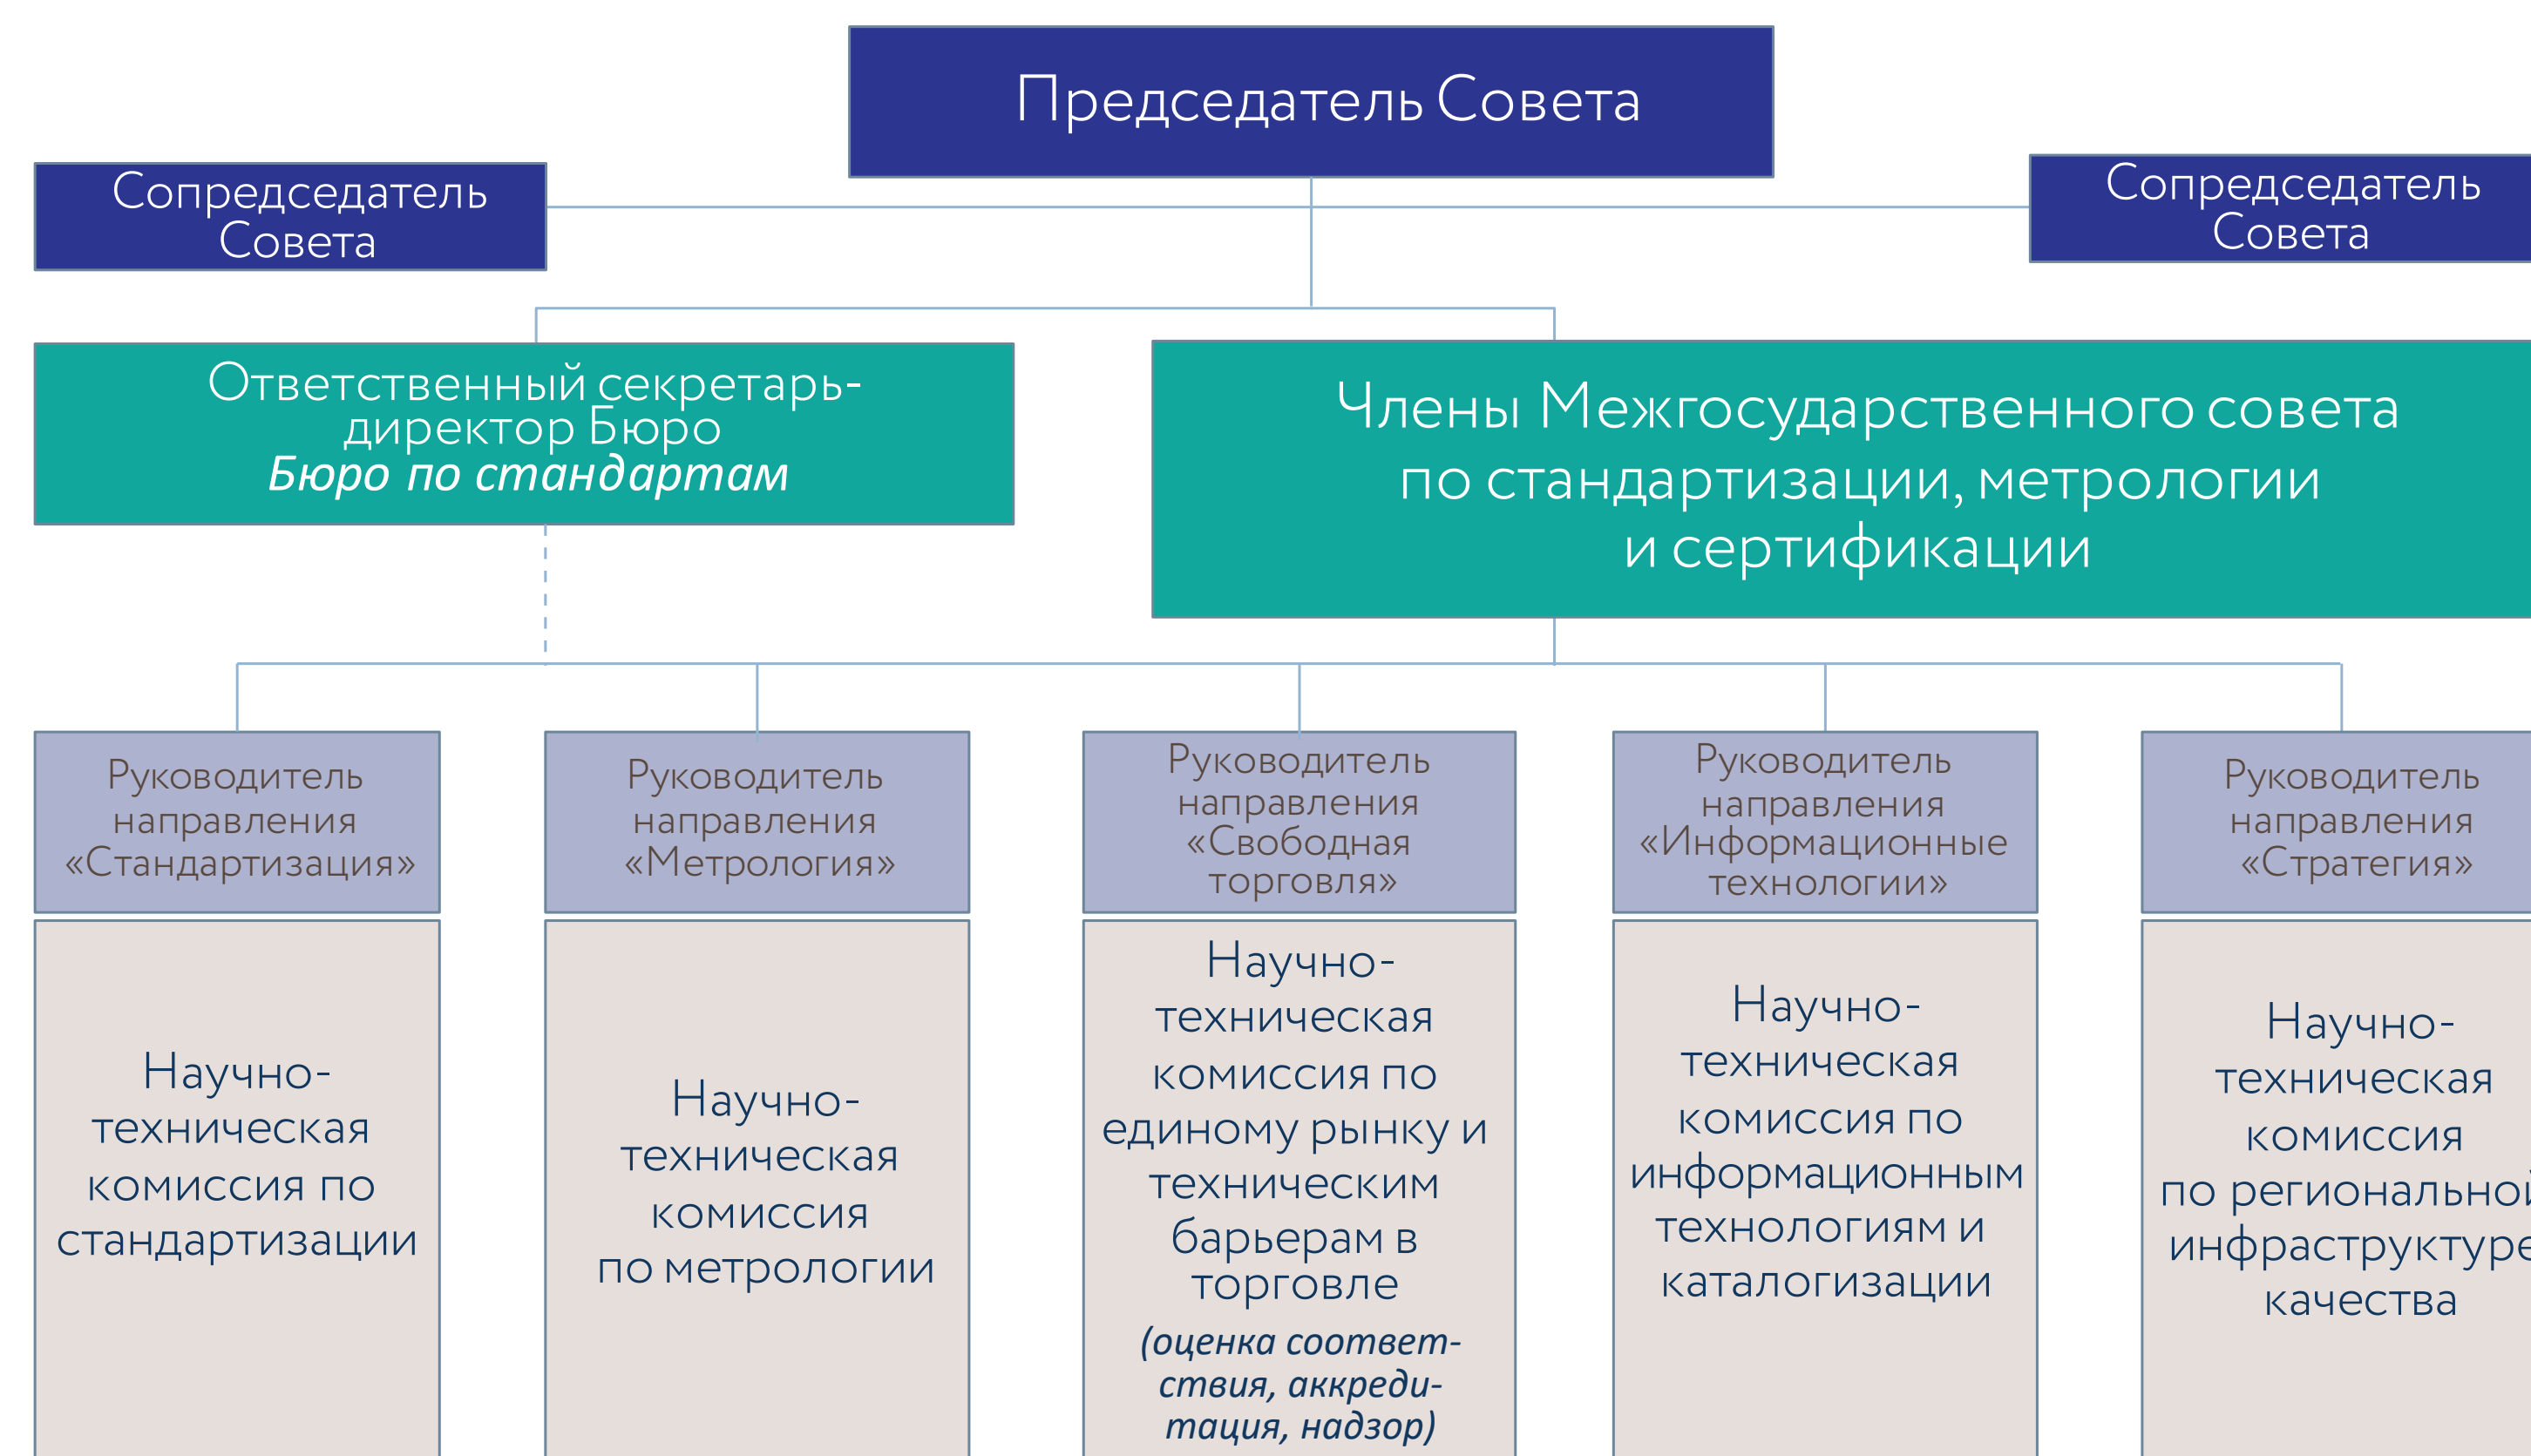 Председатель Совета
Сопредседатель
Совета
Сопредседатель
Совета
Ответственный секретарь-
директор Бюро
Бюро по стандартам
Члены Межгосударственного совета
по стандартизации, метрологии
и сертификации
Руководитель
направления
«Стандартизация»
Руководитель
направления
«Метрология»
Руководитель
направления
«Свободная
торговля»
Руководитель
направления
«Информационные
технологии»
Руководитель
направления
«Стратегия»
Научно-
техническая
комиссия по
стандартизации
Научно-
техническая
комиссия
по метрологии
Научно-
техническая
комиссия по
единому рынку и
техническим
барьерам в
торговле
(оценка соответ-
ствия, аккреди-
тация, надзор)
Научно-
техническая
комиссия по
информационным
технологиям и
каталогизации
Научно-
техническая
комиссия
по региональной
инфраструктуре
качества